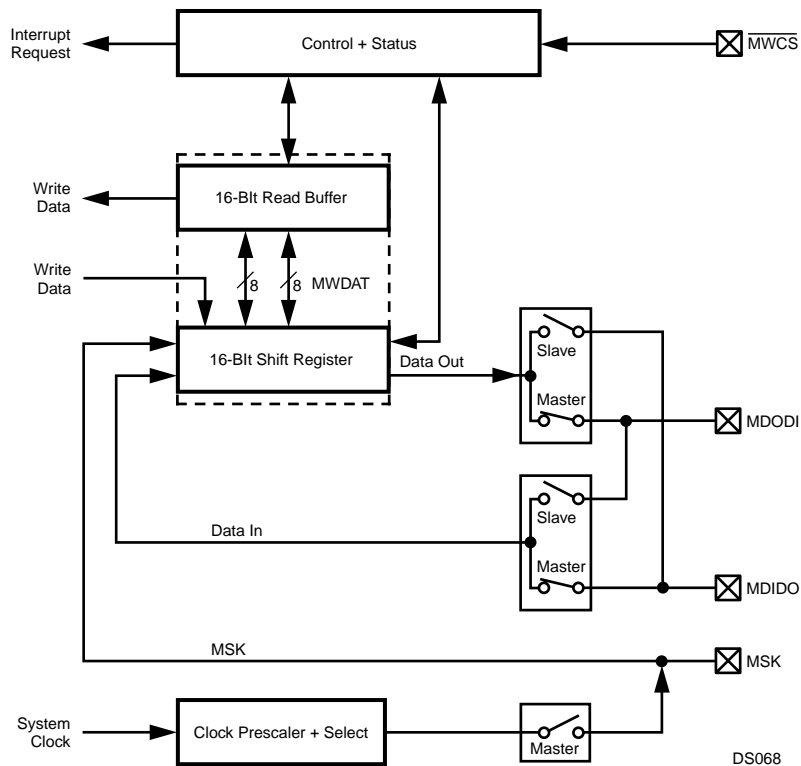 Interrupt
Request
Control + Status
MWCS
Write
Data
16-BIt Read Buffer
Write
Data
8
8
MWDAT
16-BIt Shift Register
Data Out
Slave
Master
MDODI
Slave
Data In
Master
MDIDO
MSK
MSK
System
Clock
Clock Prescaler + Select
Master
DS068